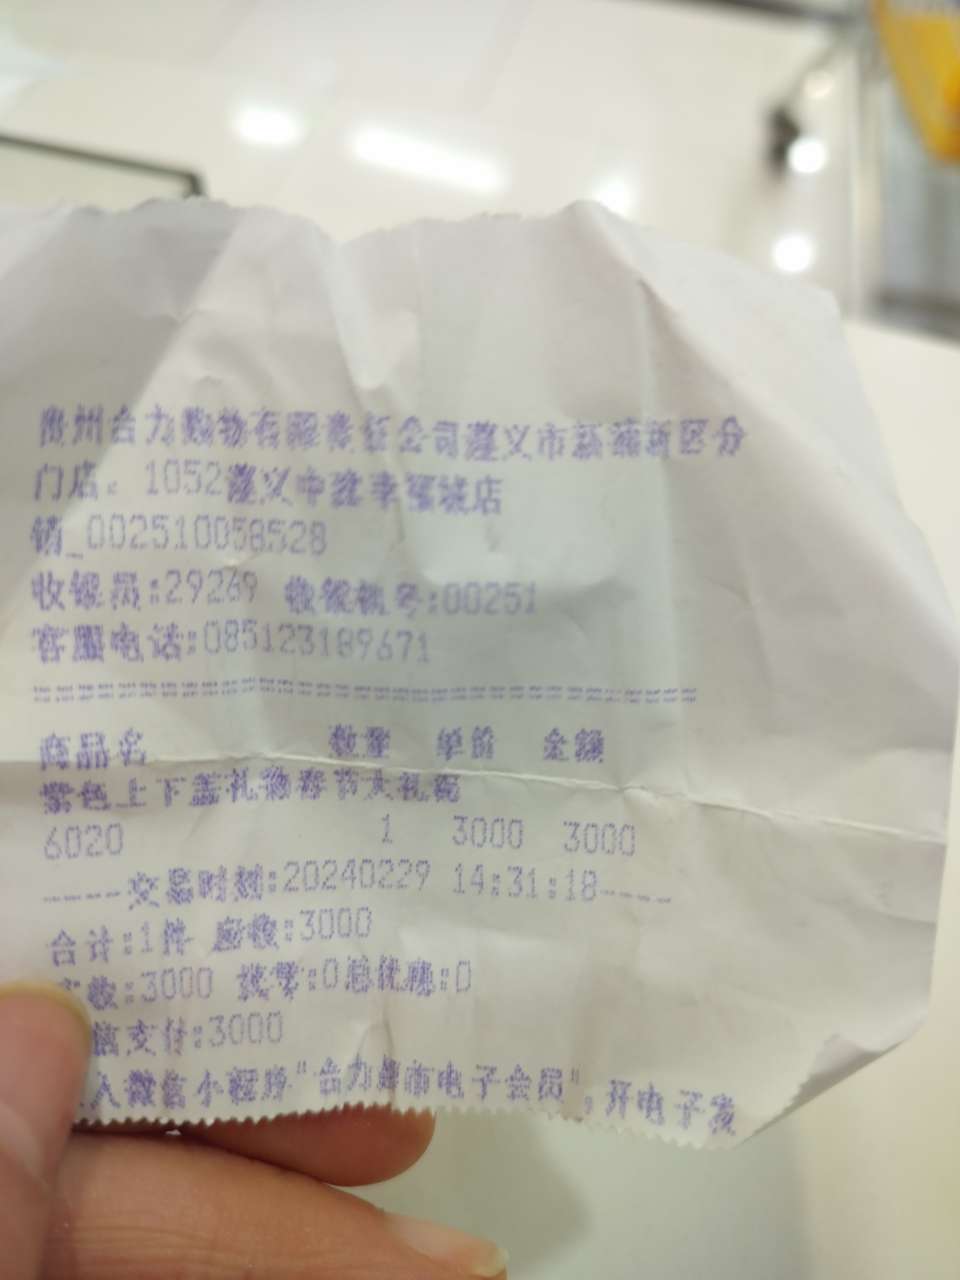 贵州合力购物有限责任公司遵义市新蒲新区分
门店: 1052遵义中建幸福城店
销_002510058528
收银员:29269 收银机号:00251
客服电话:085123189671
商品名 数量 单价 金额
紫色上下盖礼物春节大礼
6020 1 3000 3000
----交易时刻:20240229 14:31:18----
合计:1件 应收:3000
收:3000 找零:0总优惠:0
信支付:3000
入微信小程序"合力超市电子会员",开电子发